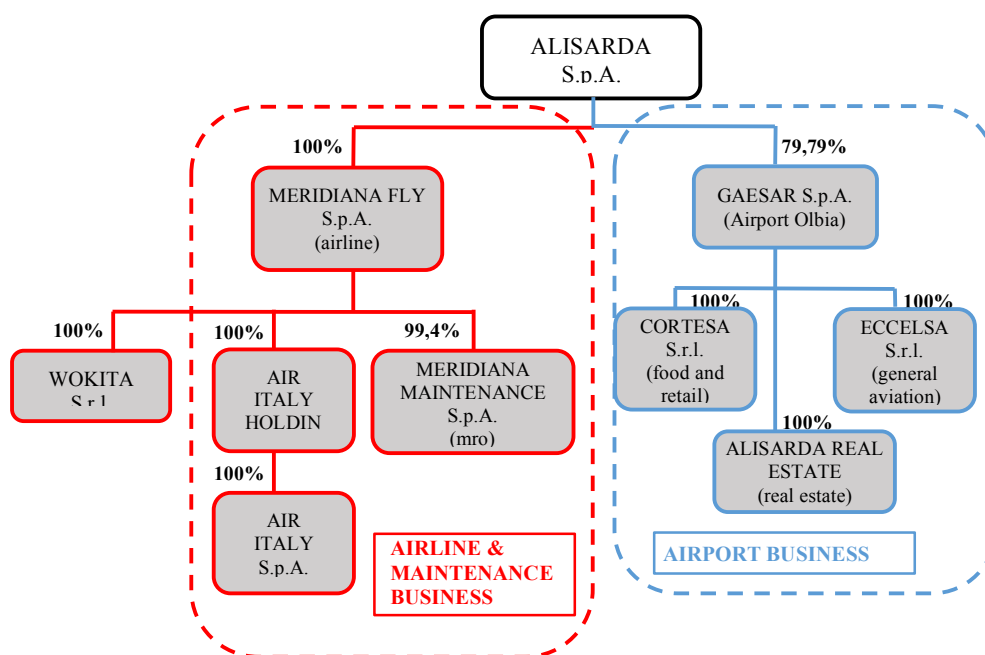 ALISARDA
S.p.A.
100%
79,79%
MERIDIANA FLY
S.p.A.
(airline)
GAESAR S.p.A.
(Airport Olbia)
100%
100%
99,4%
100%
100%
WOKITA
S.r.l
AIR
ITALY
HOLDIN
MERIDIANA
MAINTENANCE
S.p.A.
(mro)
CORTESA
S.r.l.
(food and
retail)
ECCELSA
S.r.l.
(general
aviation)
100%
100%
ALISARDA REAL
ESTATE
(real estate)
AIR
ITALY
S.p.A.
AIRLINE &
MAINTENANCE
BUSINESS
AIRPORT BUSINESS